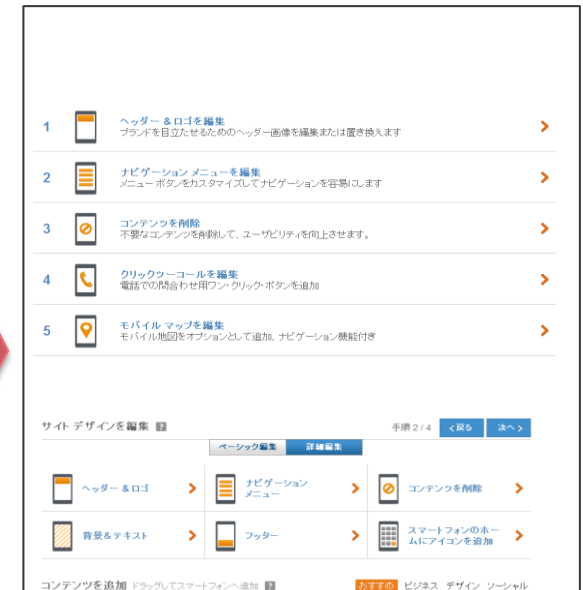 1 ヘッダー & ロゴを編集
ブランドを目立たせるためのヘッダー画像を編集または置き換えます
2 ナビゲーション メニューを編集
メニュー ボタンをカスタマイズしてナビゲーションを容易にします
3 コンテンツを削除
不要なコンテンツを削除して、ユーザビリティを向上させます。
4 クリックツーコールを編集
電話での問合わせ用ワン・クリック・ボタンを追加
5 モバイル マップを編集
モバイル地図をオプションとして追加、ナビゲーション機能付き
サイト デザインを編集 ? 手順 2 / 4 <戻る 次へ>
ベーシック編集 詳細編集
ヘッダー & ロゴ ナビゲーション
メニュー コンテンツを削除
背景&テキスト フッター スマートフォンのホー
ムにアイコンを追加
コンテンツを追加 ドラッグしてスマートフォンへ追加 ? おすすめ ビジネス デザイン ソーシャル